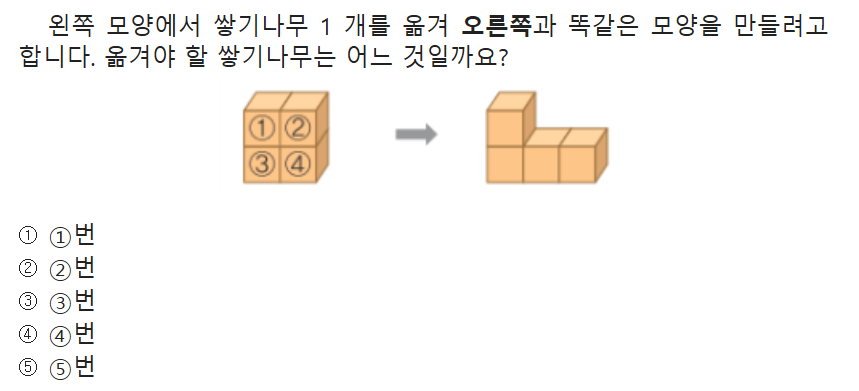 왼쪽 모양에서 쌓기나무 1 개를 옮겨 오른쪽과 똑같은 모양을 만들려고
합니다. 옮겨야 할 쌓기나무는 어느 것일까요?
① ②
③ ④
① ①번
② ②번
③ ③번
④ ④번
⑤ ⑤번